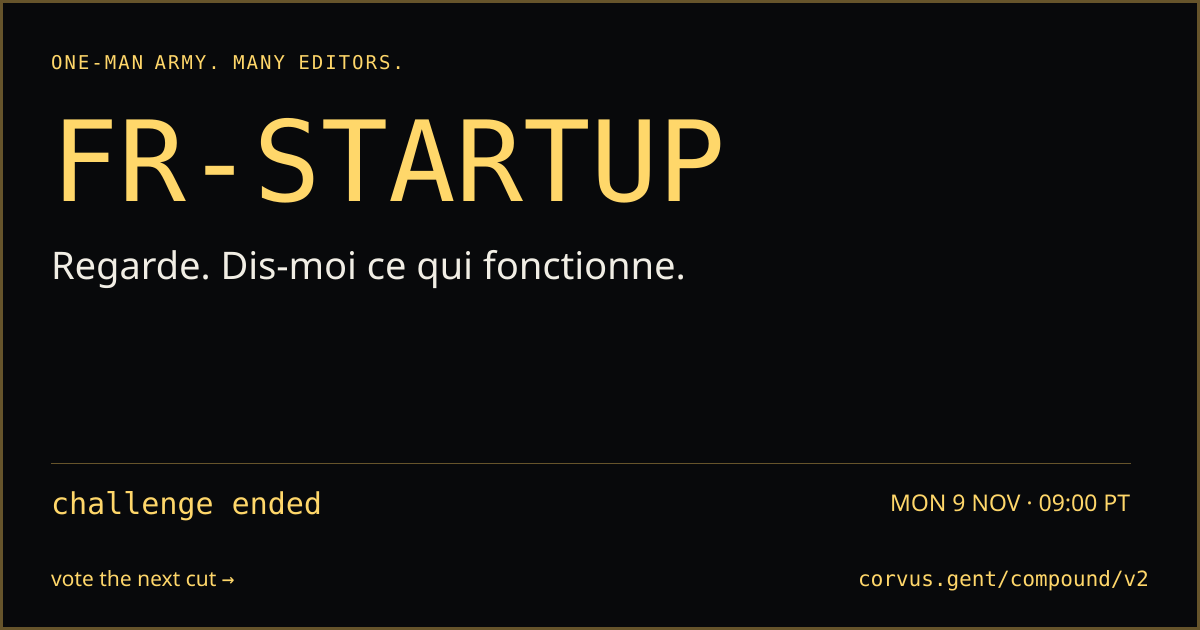 ONE-MAN ARMY. MANY EDITORS.
FR-STARTUP
Regarde. Dis-moi ce qui fonctionne.
challenge ended
MON 9 NOV · 09:00 PT
vote the next cut →
corvus.gent/compound/v2